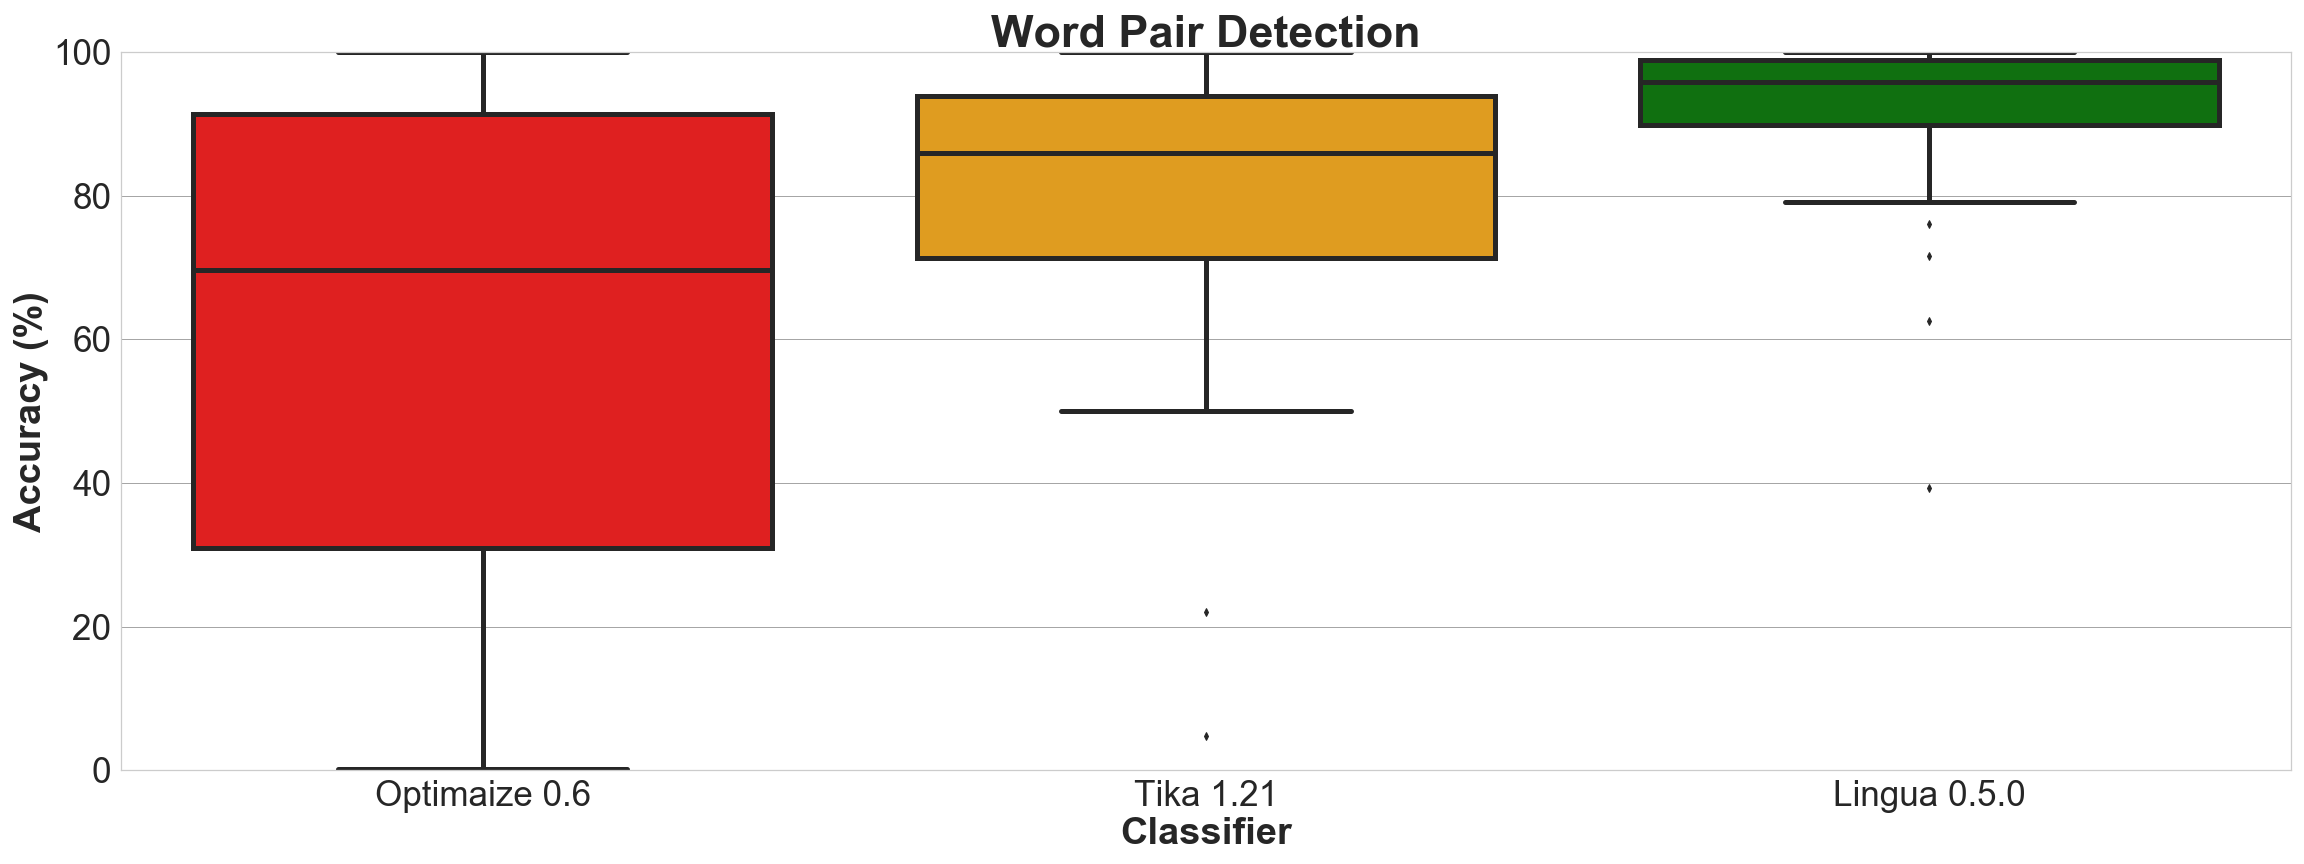 Word Pair Detection
100
80
60
40
20
0
Accuracy (%)
Optimaize 0.6
Tika 1.21
Lingua 0.5.0
Classifier